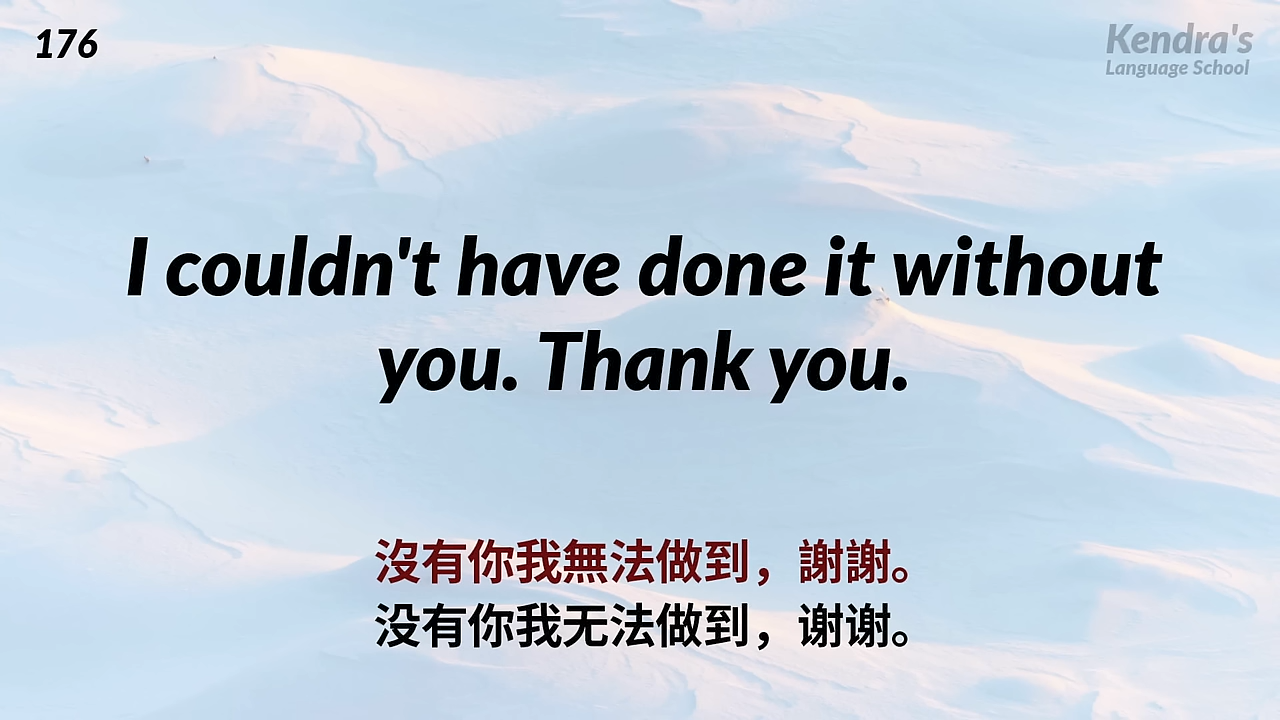 176
Kendra's
Language School
I couldn't have done it without
you. Thank you.
沒有你我無法做到，謝謝。
没有你我无法做到，谢谢。